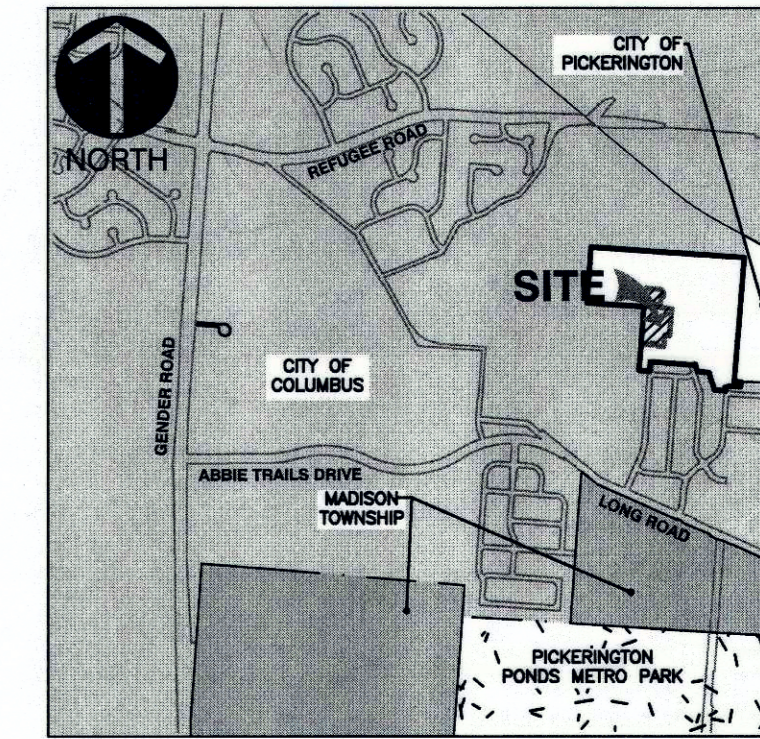 CITY OF
PICKERINGTON
NORTH
REFUGEE ROAD
SITE
GENDER ROAD
CITY OF
COLUMBUS
ABBIE TRAILS DRIVE
MADISON
TOWNSHIP
LONG ROAD
PICKERINGTON
PONDS METRO PARK